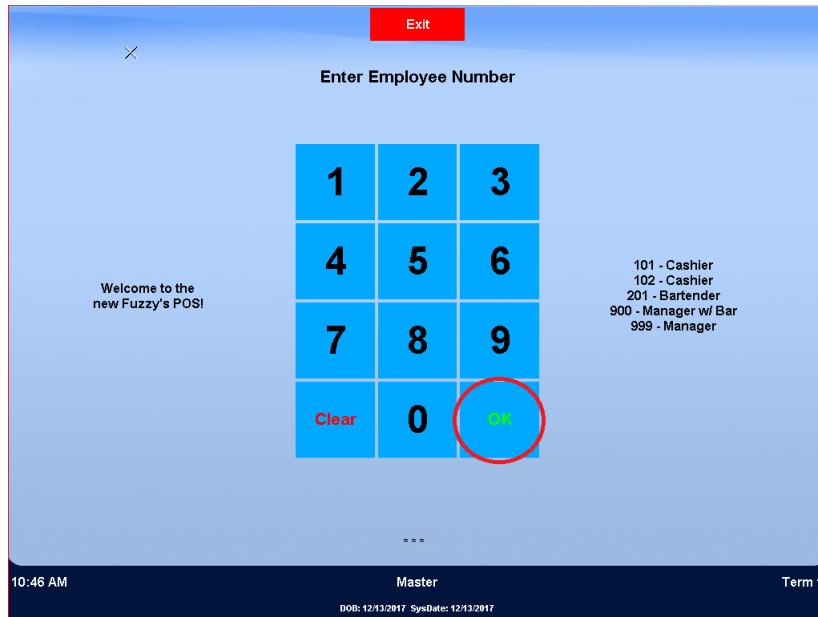 Exit
Enter Employee Number
1 2 3
4 5 6
7 8 9
Clear 0 OK
Welcome to the
new Fuzzy's POS!
101 - Cashier
102 - Cashier
201 - Bartender
900 - Manager w/ Bar
999 - Manager
***
10:46 AM Master Term
DOB: 12/13/2017 SysDate: 12/13/2017